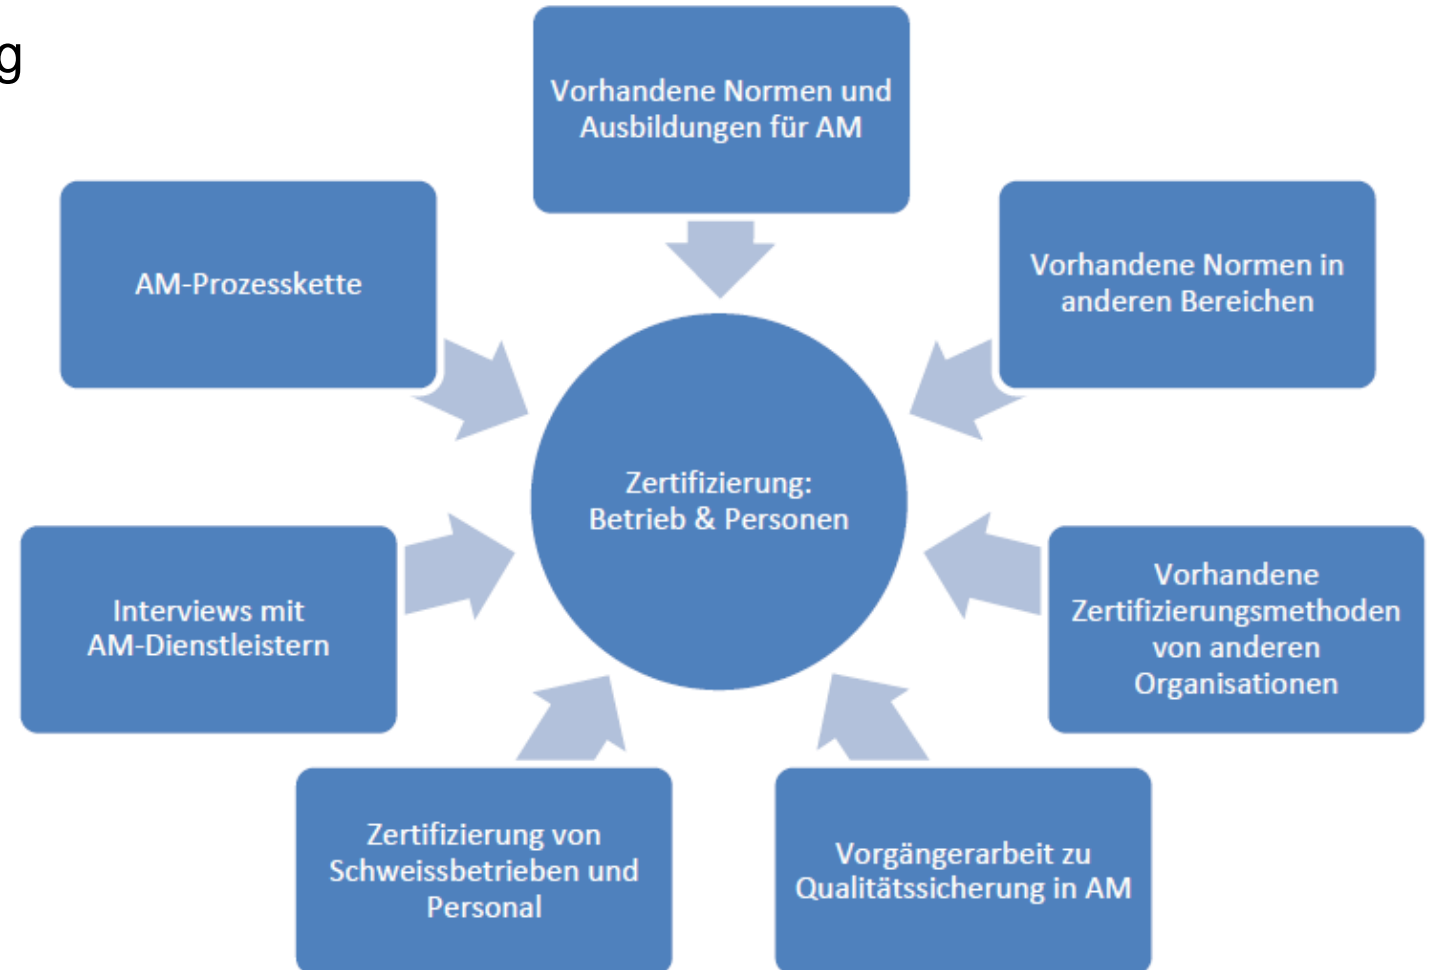 g
Vorhandene Normen und
Ausbildungen für AM
AM-Prozesskette
Vorhandene Normen in
anderen Bereichen
Zertifizierung:
Betrieb & Personen
Interviews mit
AM-Dienstleistern
Vorhandene
Zertifizierungsmethoden
von anderen
Organisationen
Zertifizierung von
Schweissbetrieben und
Personal
Vorgängerarbeit zu
Qualitätssicherung in AM